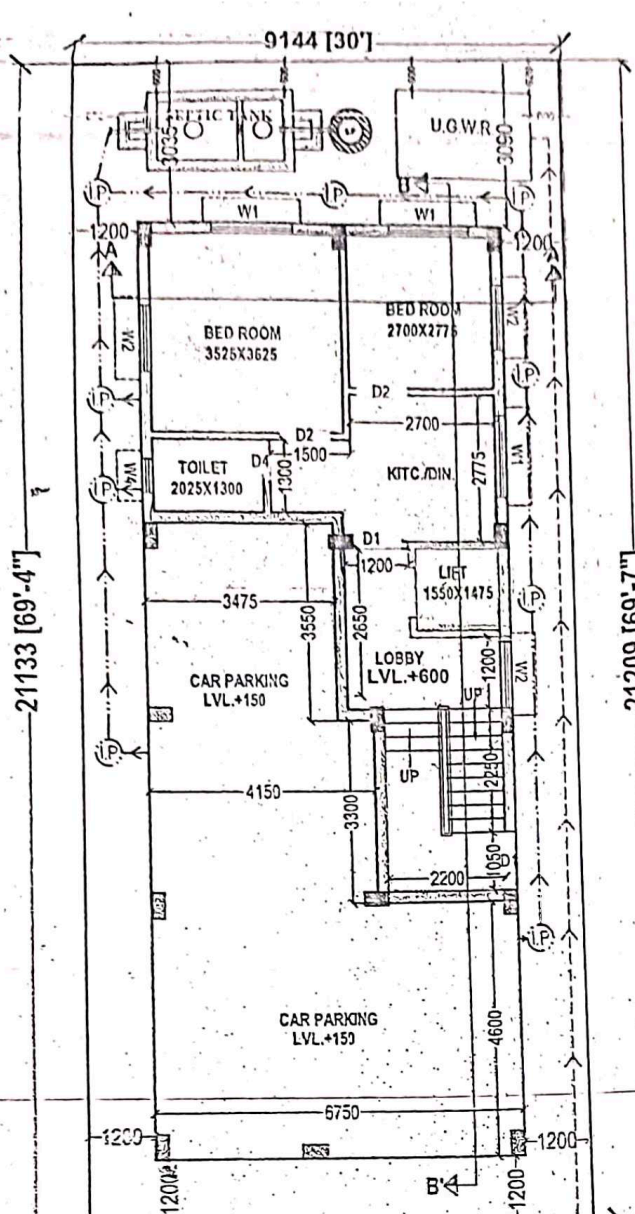 9144 [30']
SEPTIC TANK
U.G.W.R
3035
3090
I.P
I.P
I.P
B
W1
W1
1200
1200
A
A
BED ROOM
3525X3625
BED ROOM
2700X2775
W2
W2
I.P
I.P
D2
2700
D2
1500
D4
TOILET
2025X1300
1300
KITC./DIN.
2775
W1
W4
I.P
D1
1200
LIFT
1550X1475
I.P
3475
3550
2650
21133 [69'-4"]
21209 [69'-7"]
CAR PARKING
LVL.+150
LOBBY
LVL.+600
1200
W2
UP
UP
I.P
2250
4150
3300
2200
1050
D
I.P
CAR PARKING
LVL.+150
4600
6750
1200
1200
1200
1200
B'